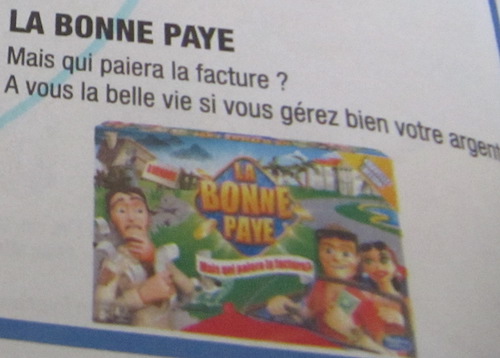 LA BONNE PAYE
Mais qui paiera la facture ?
A vous la belle vie si vous gérez bien votre argent
LA
BONNE
PAYE
Mais qui paiera la facture?